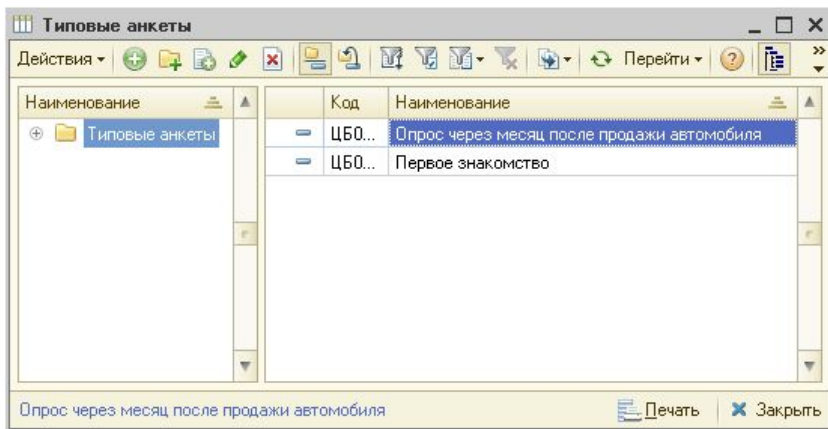 Типовые анкеты
Действия Перейти
Наименование
Типовые анкеты
Код Наименование
ЦБ0... Опрос через месяц после продажи автомобиля
ЦБ0... Первое знакомство
Опрос через месяц после продажи автомобиля Печать Закрыть